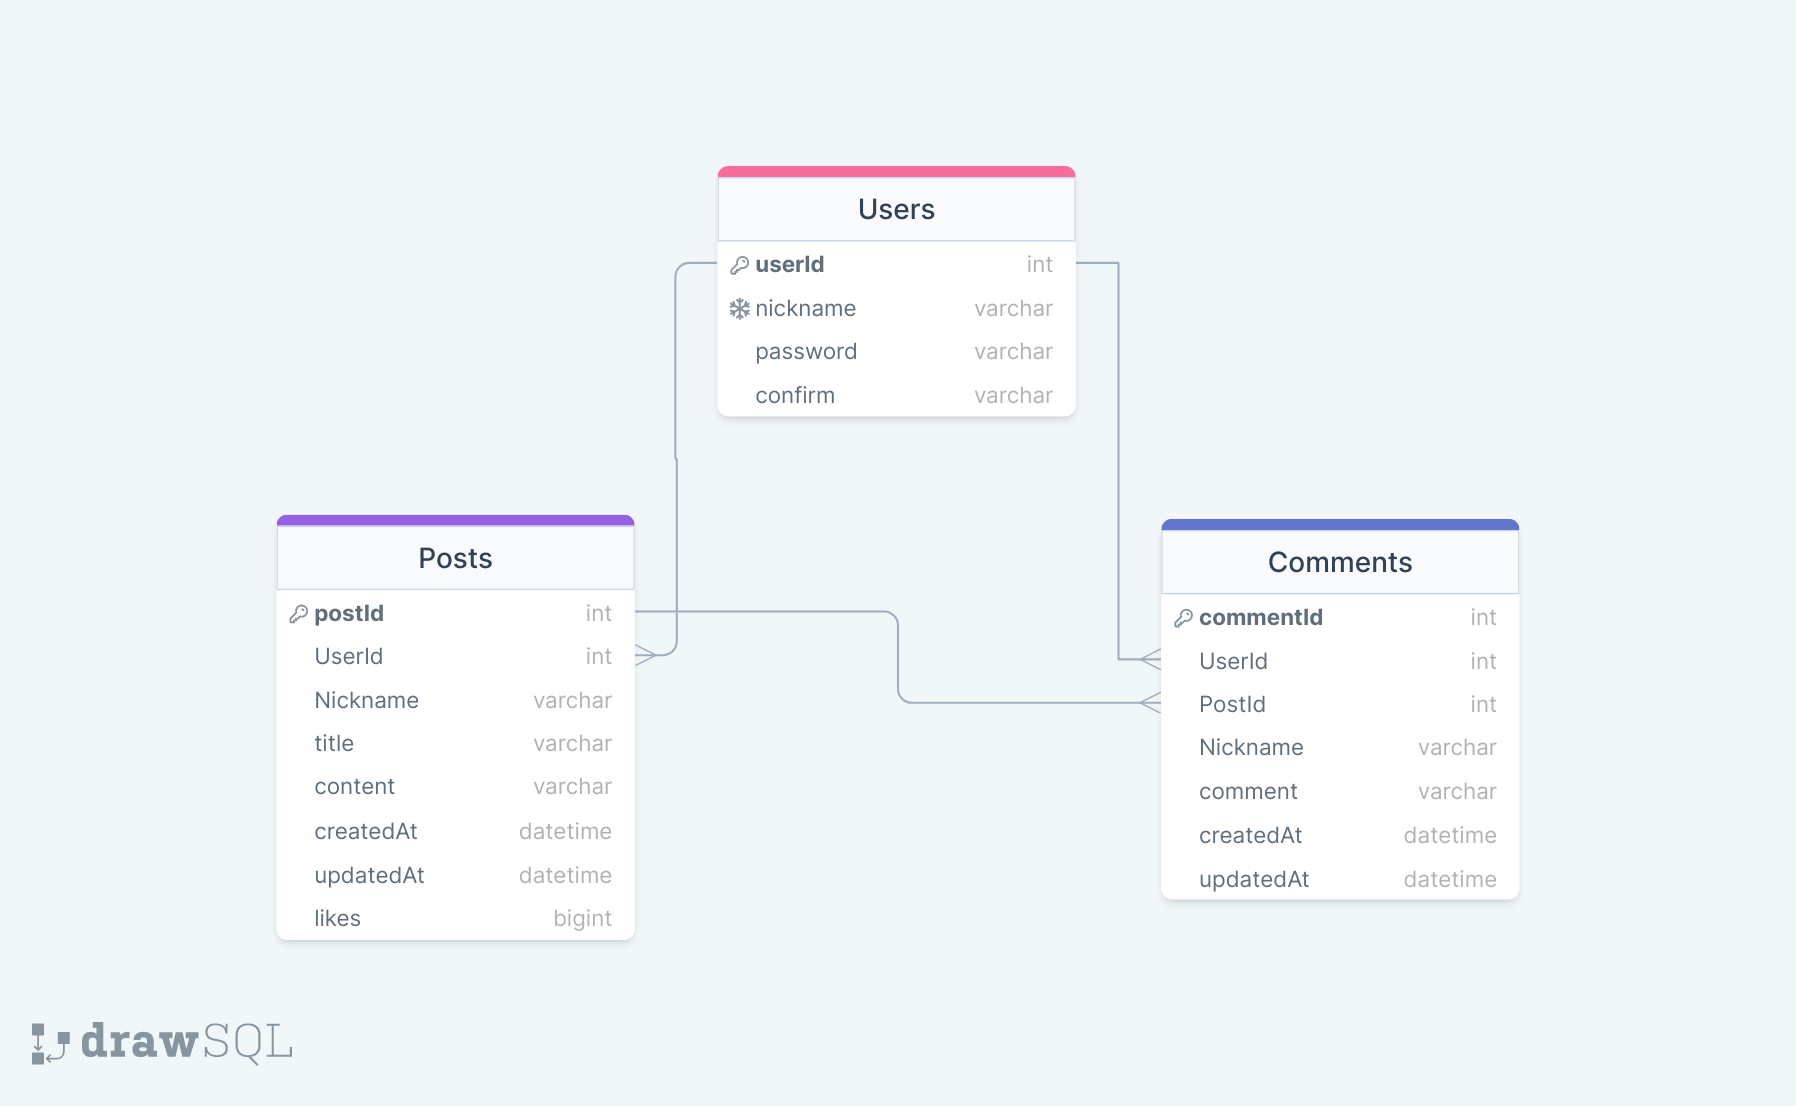 Users
userId int
nickname varchar
password varchar
confirm varchar
Posts
postId int
UserId int
Nickname varchar
title varchar
content varchar
createdAt datetime
updatedAt datetime
likes bigint
Comments
commentId int
UserId int
PostId int
Nickname varchar
comment varchar
createdAt datetime
updatedAt datetime
drawSQL